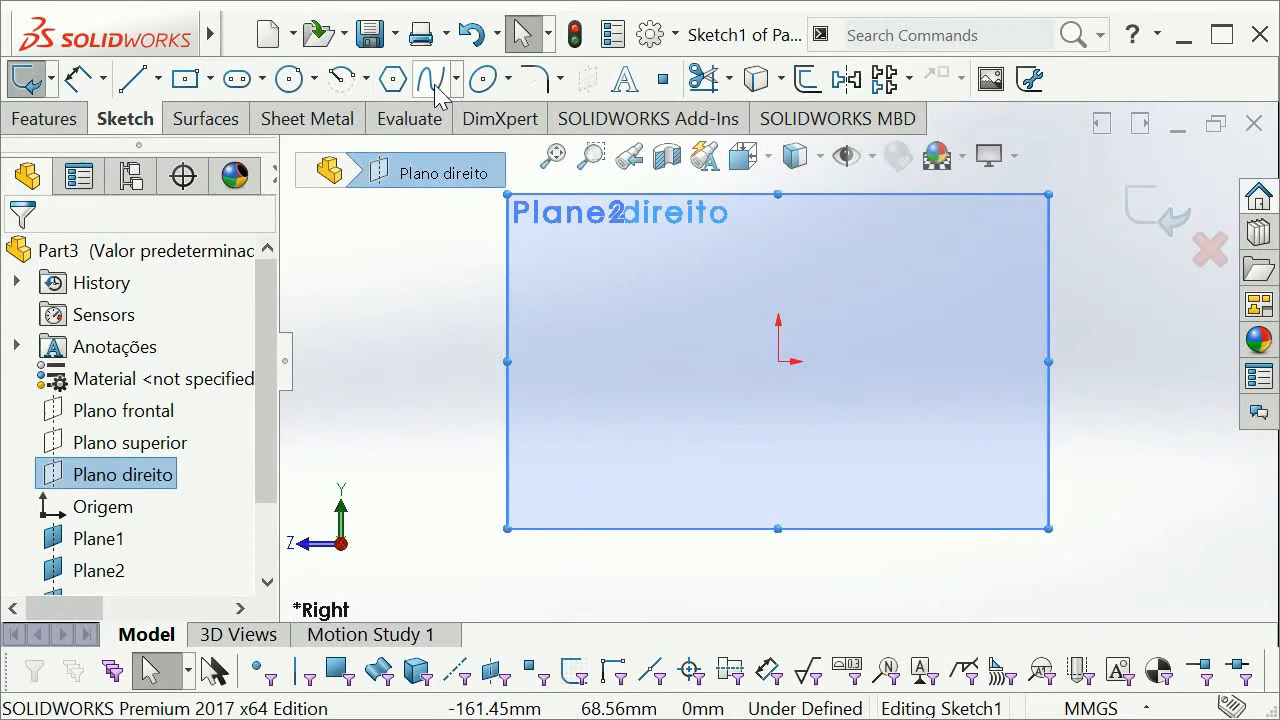 SOLIDWORKS
Sketch1 of Pa...
Search Commands
?
Features
Sketch
Surfaces
Sheet Metal
Evaluate
DimXpert
SOLIDWORKS Add-Ins
SOLIDWORKS MBD
Plano direito
Part3 (Valor predeterminac
History
Sensors
Anotações
Material <not specified
Plano frontal
Plano superior
Plano direito
Origem
Plane1
Plane2
Plane2direito
Y
Z
*Right
Model
3D Views
Motion Study 1
SOLIDWORKS Premium 2017 x64 Edition
-161.45mm
68.56mm
0mm
Under Defined
Editing Sketch1
MMGS